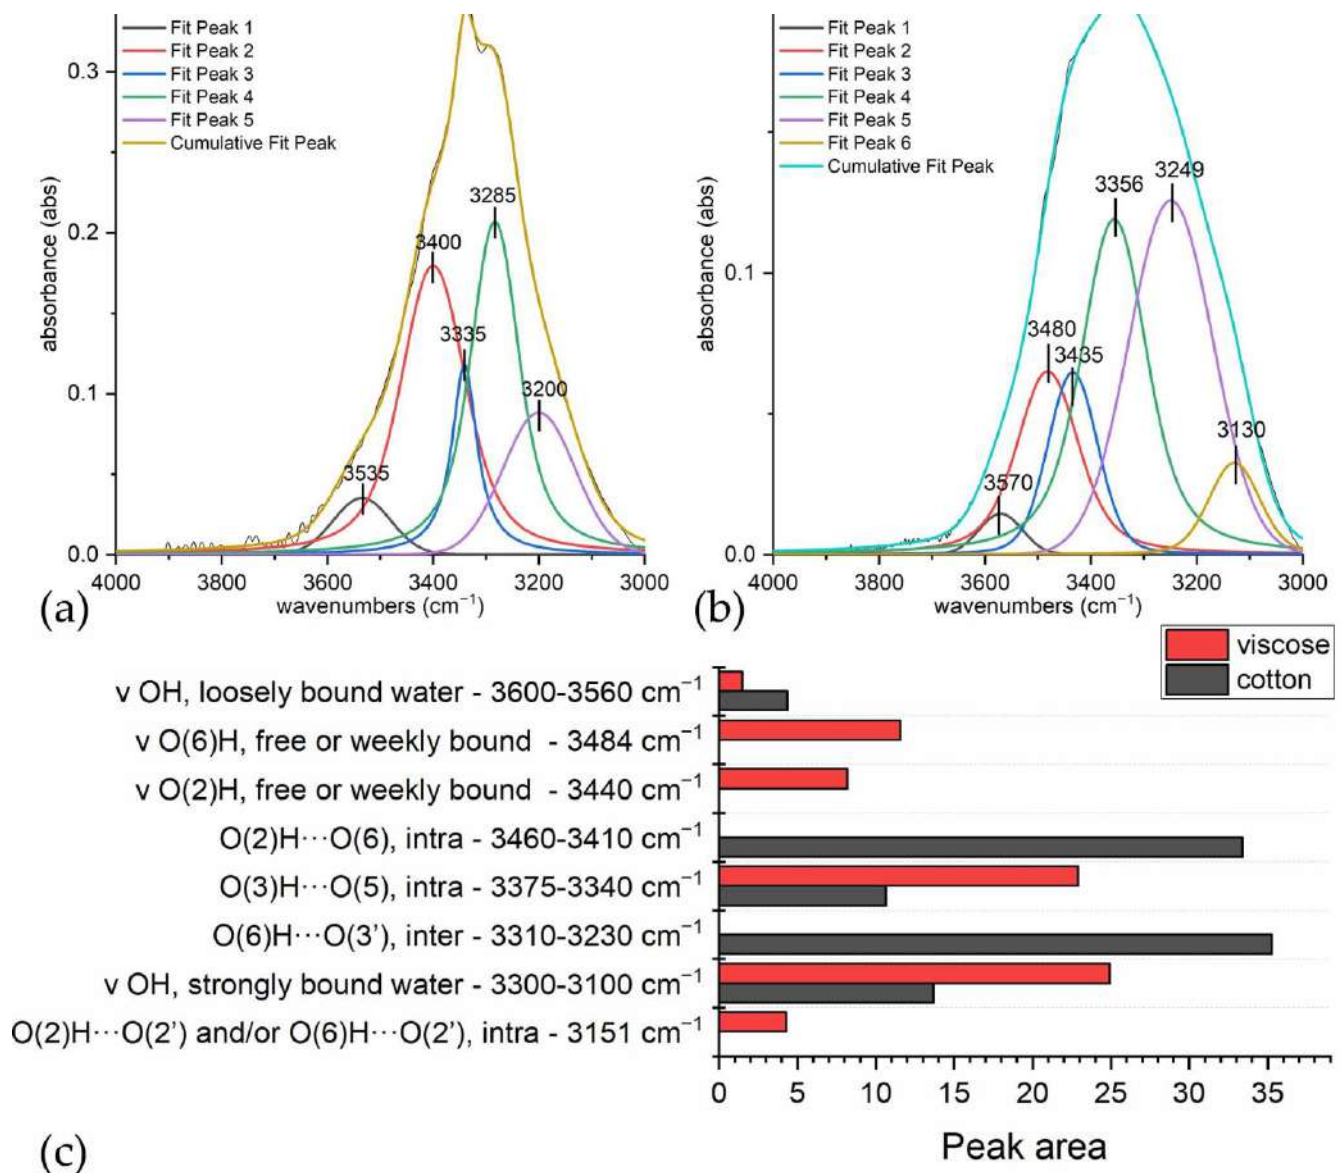 Fit Peak 1
Fit Peak 2
Fit Peak 3
Fit Peak 4
Fit Peak 5
Cumulative Fit Peak
0.3
0.2
0.1
0.0
absorbance (abs)
3535
3400
3335
3285
3200
4000 3800 3600 3400 3200 3000
wavenumbers (cm⁻¹)
(a)
Fit Peak 1
Fit Peak 2
Fit Peak 3
Fit Peak 4
Fit Peak 5
Fit Peak 6
Cumulative Fit Peak
0.1
0.0
absorbance (abs)
3570
3480
3435
3356
3249
3130
4000 3800 3600 3400 3200 3000
wavenumbers (cm⁻¹)
(b)
viscose
cotton
v OH, loosely bound water - 3600-3560 cm⁻¹
v O(6)H, free or weekly bound - 3484 cm⁻¹
v O(2)H, free or weekly bound - 3440 cm⁻¹
O(2)H···O(6), intra - 3460-3410 cm⁻¹
O(3)H···O(5), intra - 3375-3340 cm⁻¹
O(6)H···O(3'), inter - 3310-3230 cm⁻¹
v OH, strongly bound water - 3300-3100 cm⁻¹
O(2)H···O(2') and/or O(6)H···O(2'), intra - 3151 cm⁻¹
0 5 10 15 20 25 30 35
Peak area
(c)